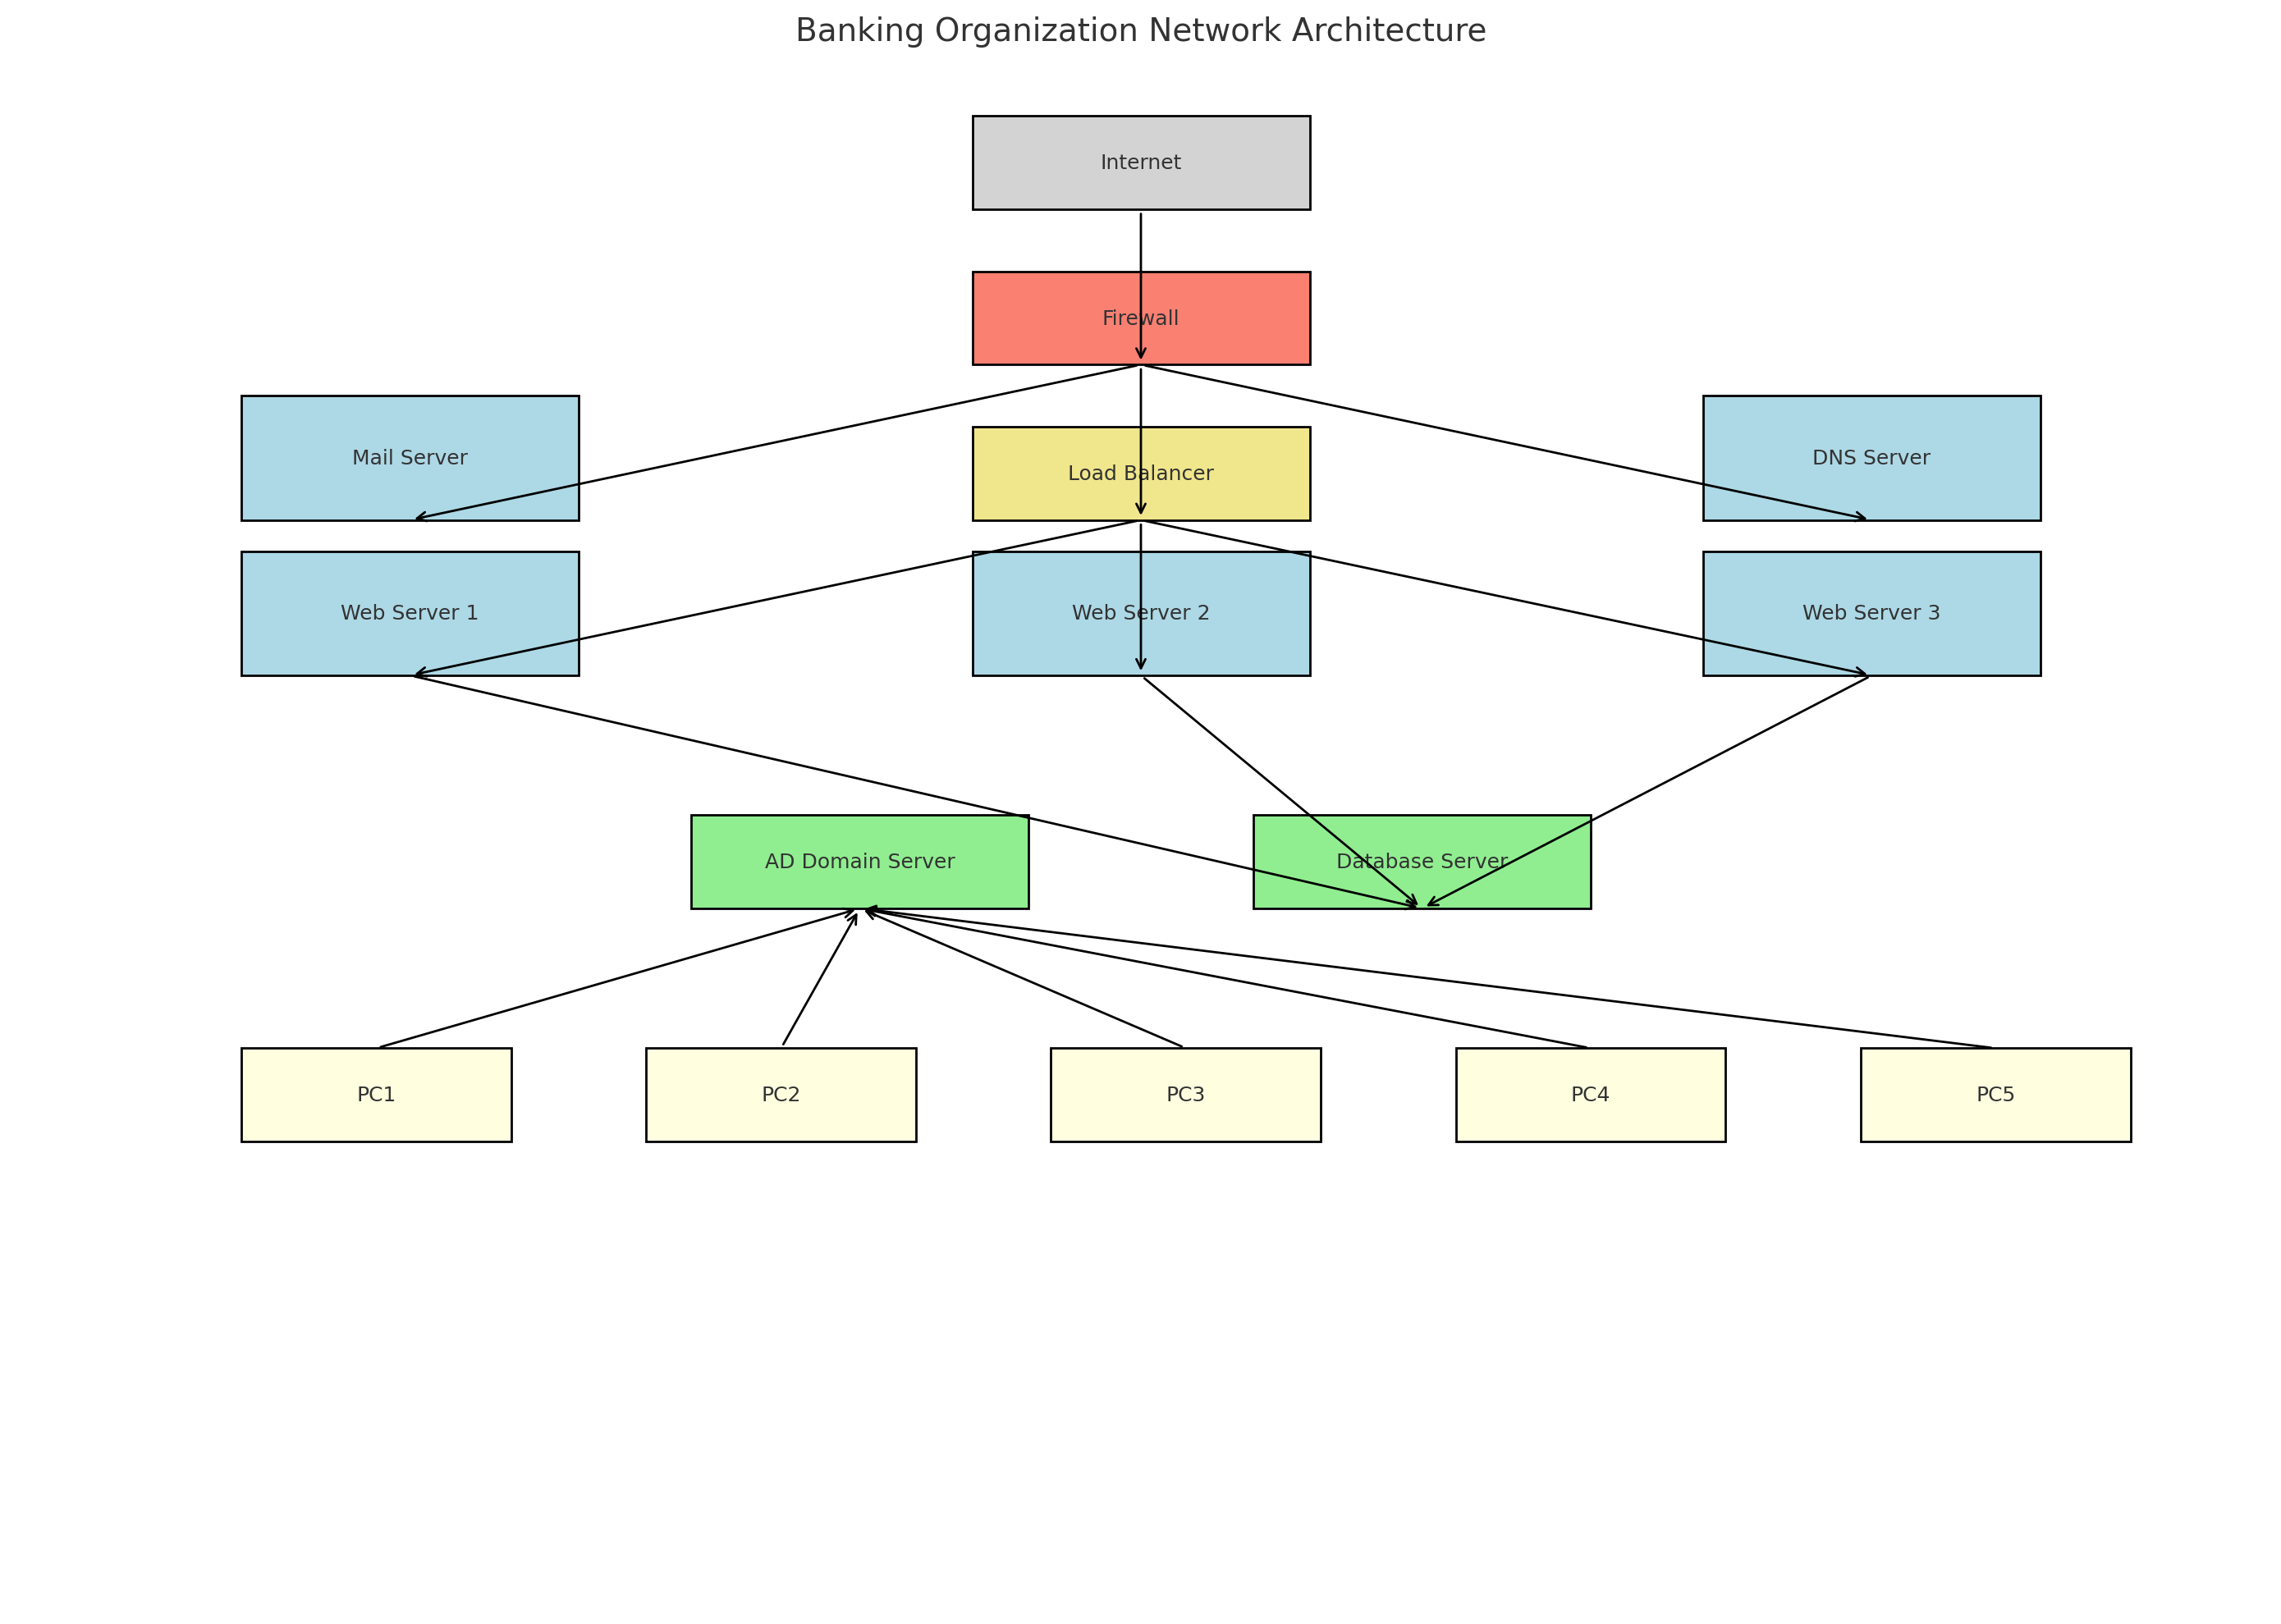 Banking Organization Network Architecture
Internet
Firewall
Mail Server
Load Balancer
DNS Server
Web Server 1
Web Server 2
Web Server 3
AD Domain Server
Database Server
PC1
PC2
PC3
PC4
PC5